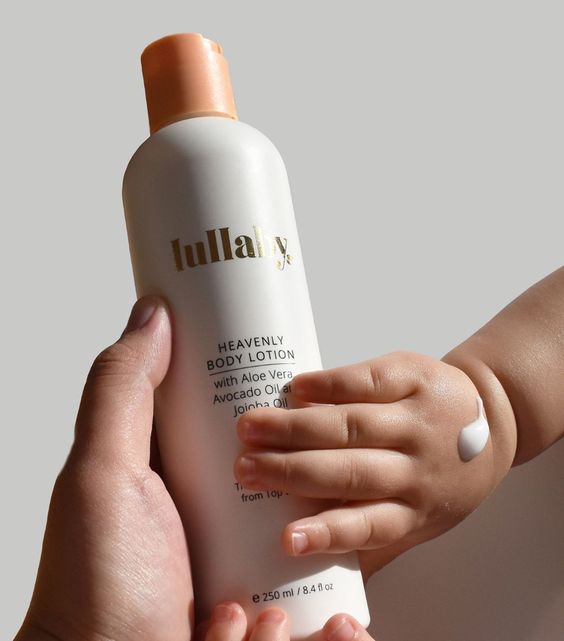 lullaby.
HEAVENLY
BODY LOTION
with Aloe Vera,
Avocado Oil
Jojoba Oil
from Top
e 250 ml / 8.4 fl oz